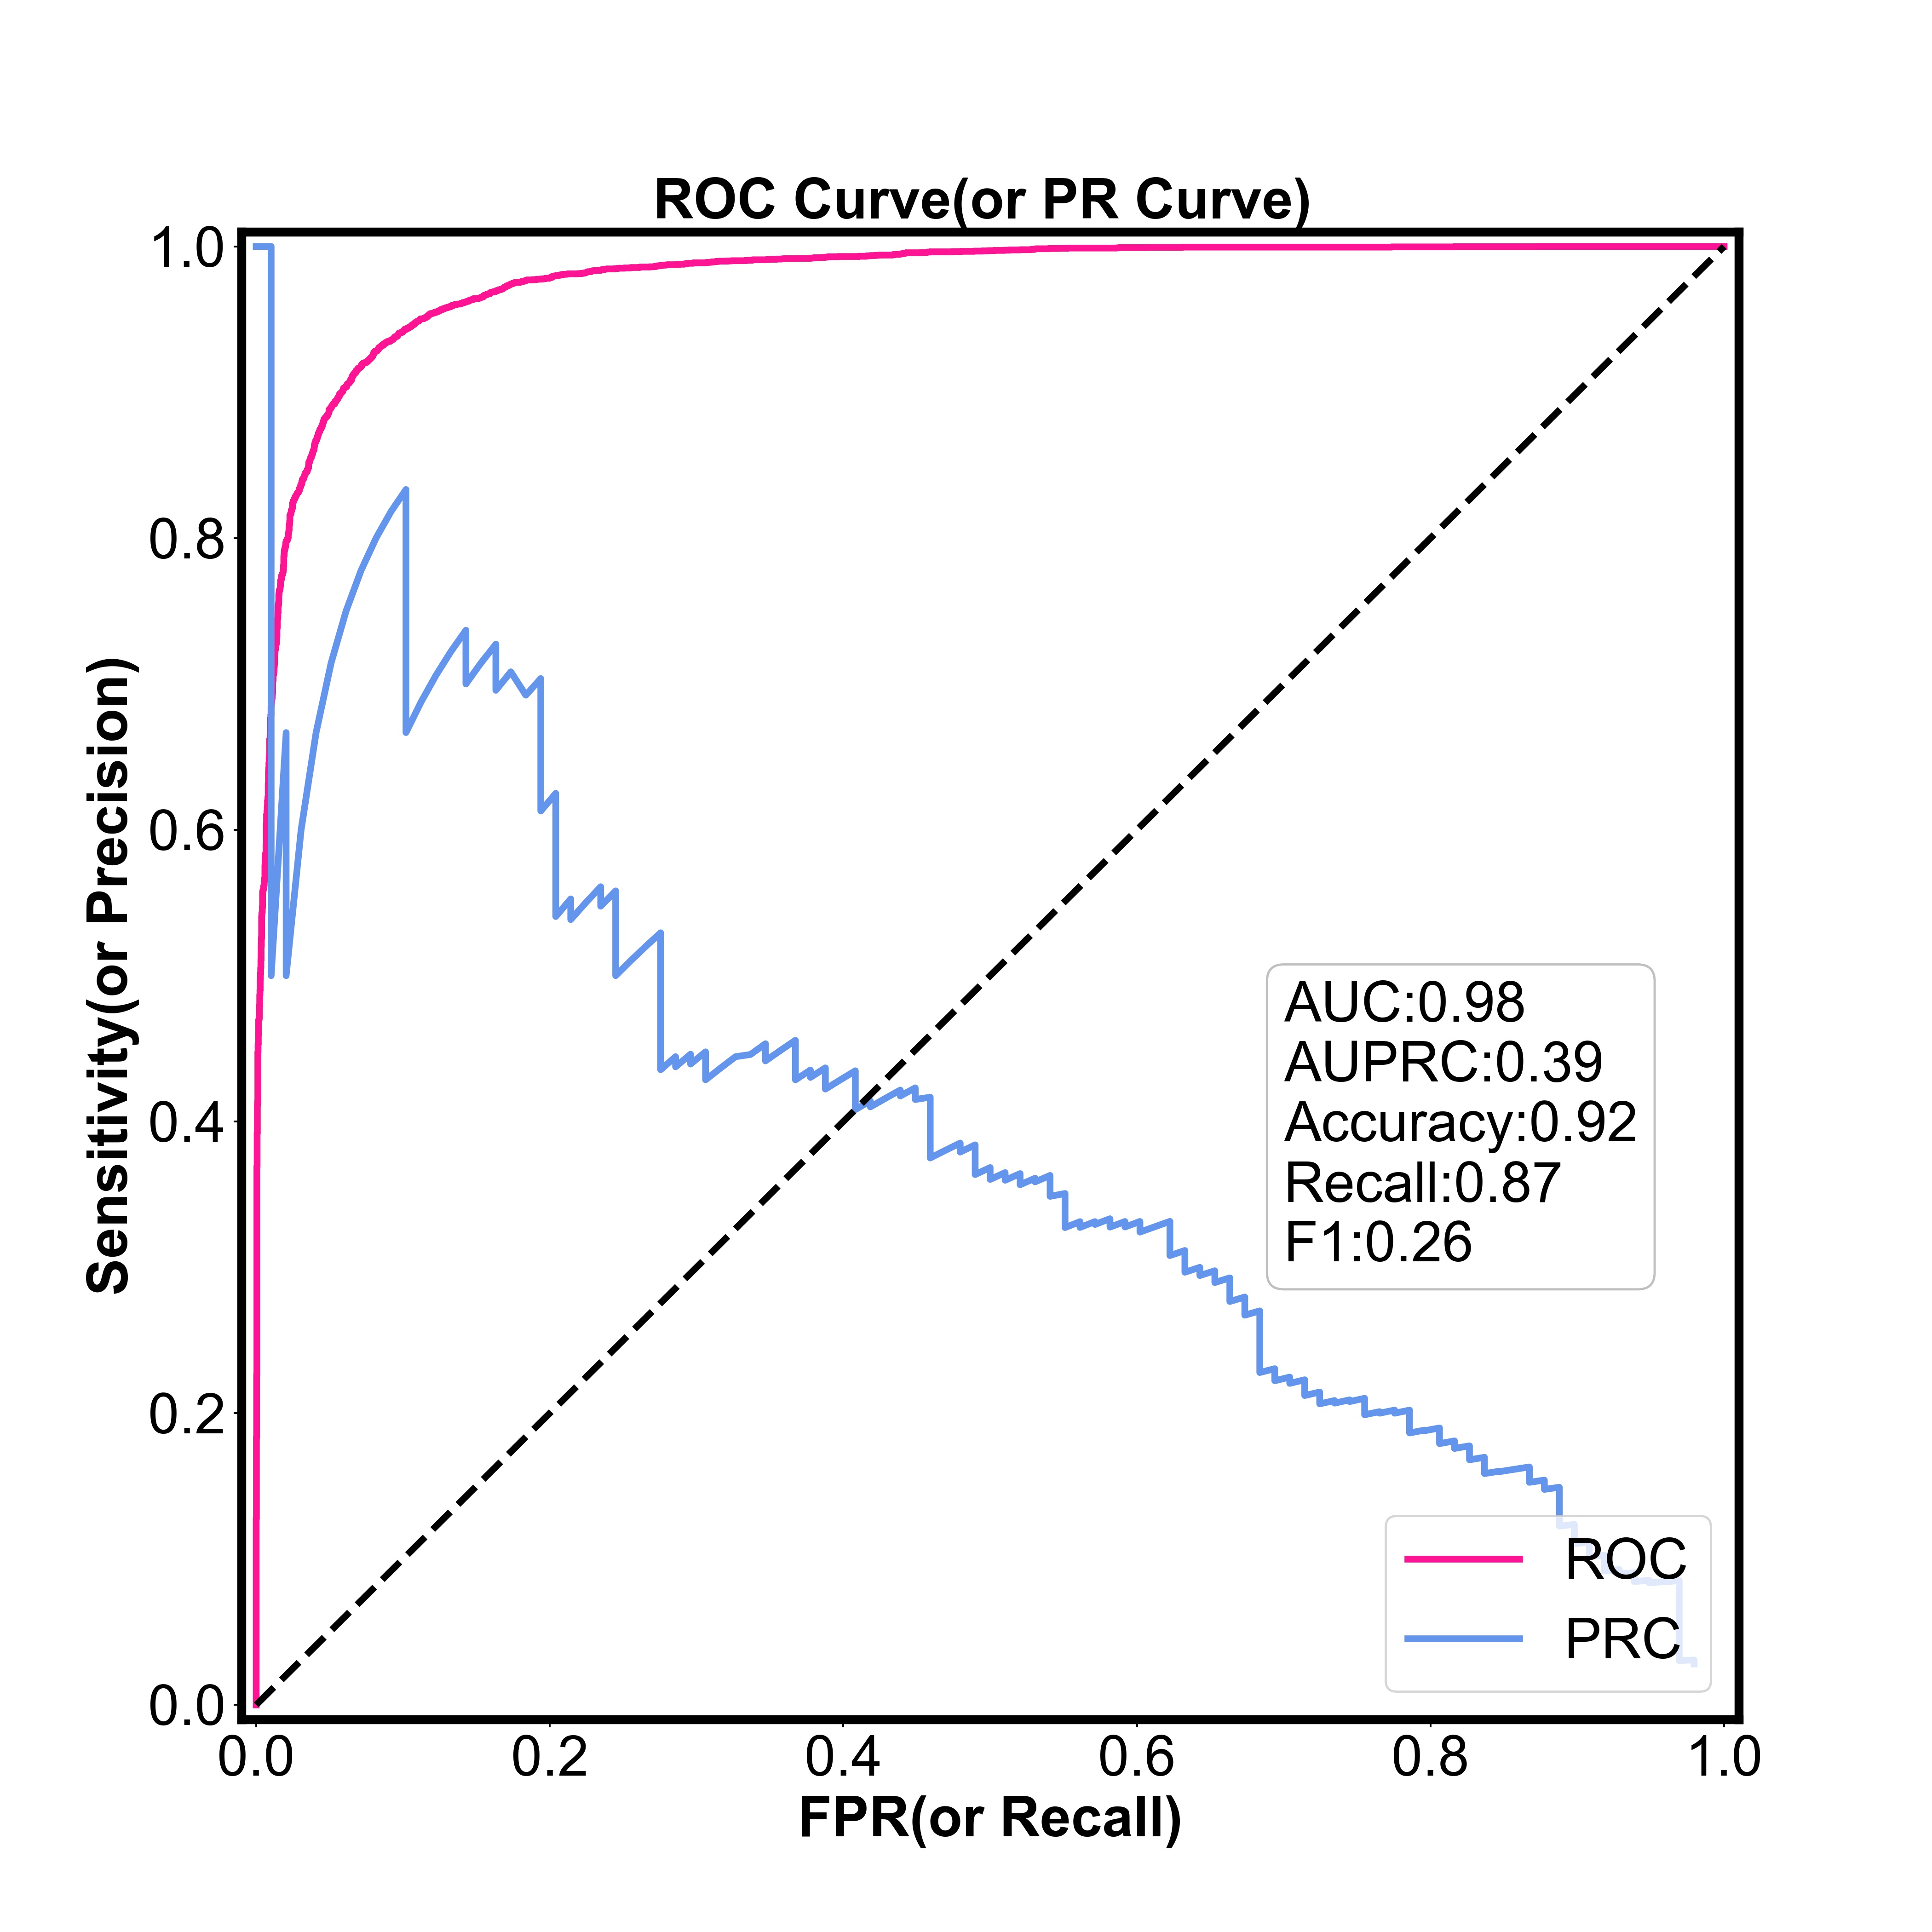 ROC Curve(or PR Curve)
1.0
0.8
0.6
0.4
0.2
0.0
Sensitivity(or Precision)
AUC:0.98
AUPRC:0.39
Accuracy:0.92
Recall:0.87
F1:0.26
ROC
PRC
0.0 0.2 0.4 0.6 0.8 1.0
FPR(or Recall)